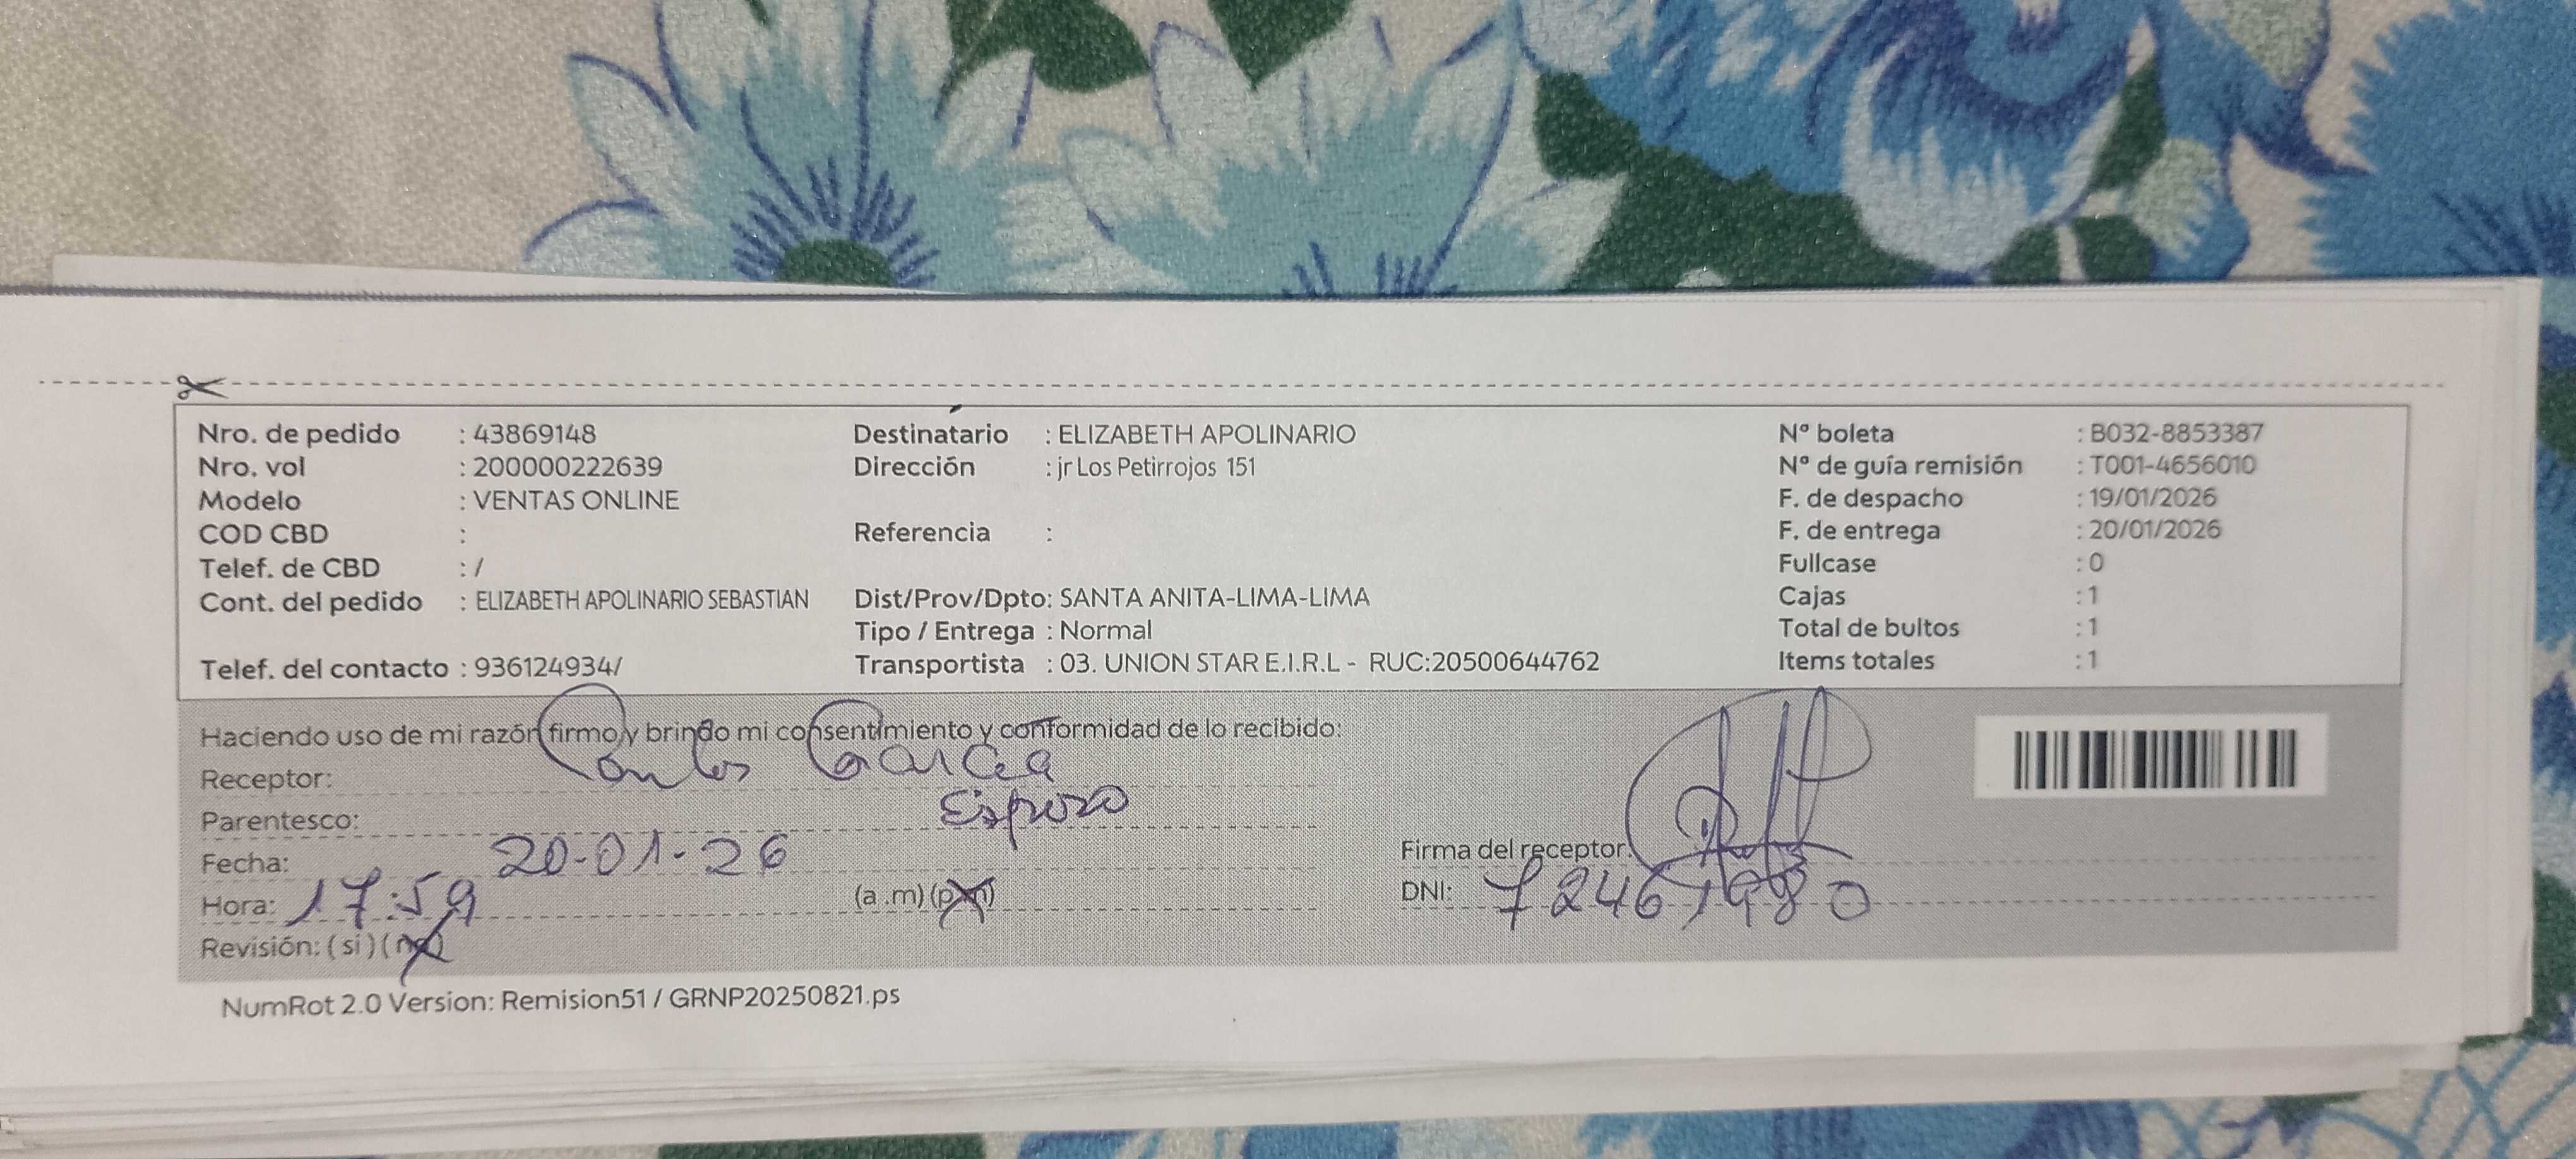 Nro. de pedido : 43869148
Nro. vol : 200000222639
Modelo : VENTAS ONLINE
COD CBD :
Telef. de CBD : /
Cont. del pedido : ELIZABETH APOLINARIO SEBASTIAN
Telef. del contacto : 936124934/
Destinatario : ELIZABETH APOLINARIO
Dirección : jr Los Petirrojos 151
Referencia :
Dist/Prov/Dpto: SANTA ANITA-LIMA-LIMA
Tipo / Entrega : Normal
Transportista : 03. UNION STAR E.I.R.L - RUC:20500644762
Nº boleta : B032-8853387
Nº de guía remisión : T001-4656010
F. de despacho : 19/01/2026
F. de entrega : 20/01/2026
Fullcase : 0
Cajas : 1
Total de bultos : 1
Items totales : 1
Haciendo uso de mi razón firmo y brindo mi consentimiento y conformidad de lo recibido:
Receptor: Carlos Garcia
Parentesco: Esposo
Fecha: 20-01-26
Hora: 17:59 (a .m) (p.m)
Revisión: (si) (no)
Firma del receptor:
DNI: 72461980
NumRot 2.0 Version: Remision51 / GRNP20250821.ps